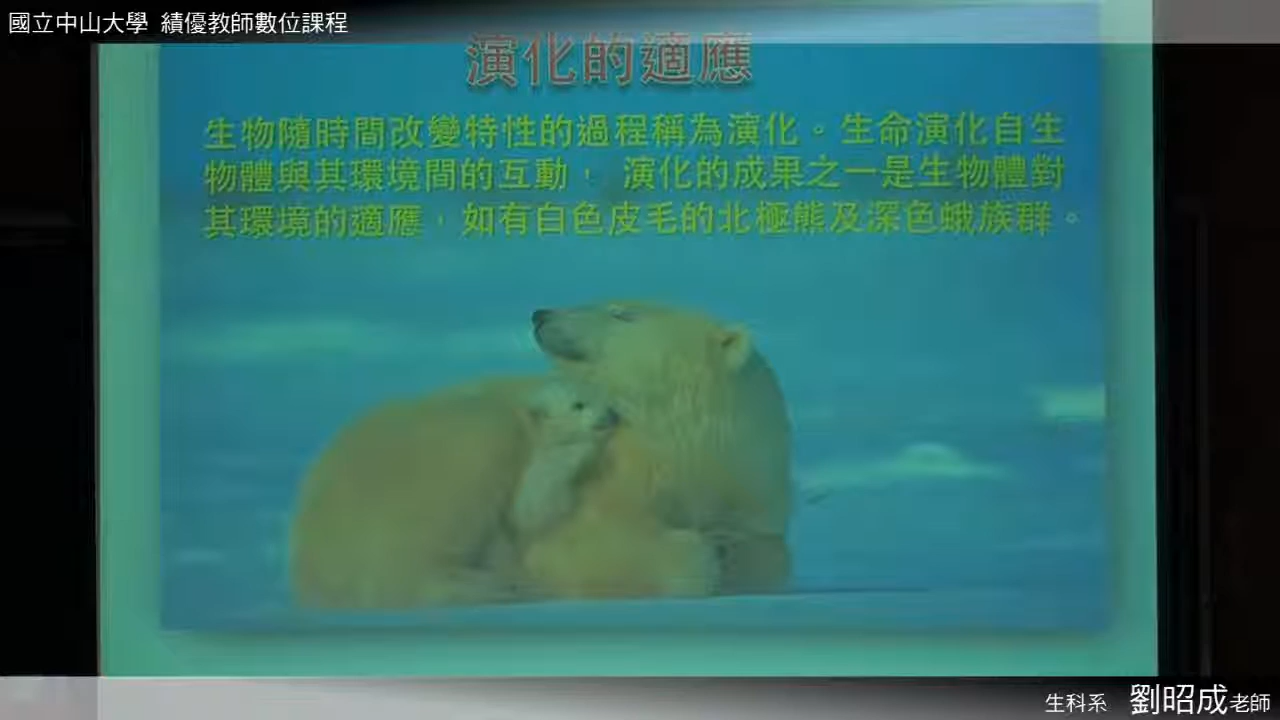 國立中山大學 績優教師數位課程
演化的適應
生物隨時間改變特性的過程稱為演化。生命演化自生
物體與其環境間的互動， 演化的成果之一是生物體對
其環境的適應，如有白色皮毛的北極熊及深色蛾族群。
生科系 劉昭成老師